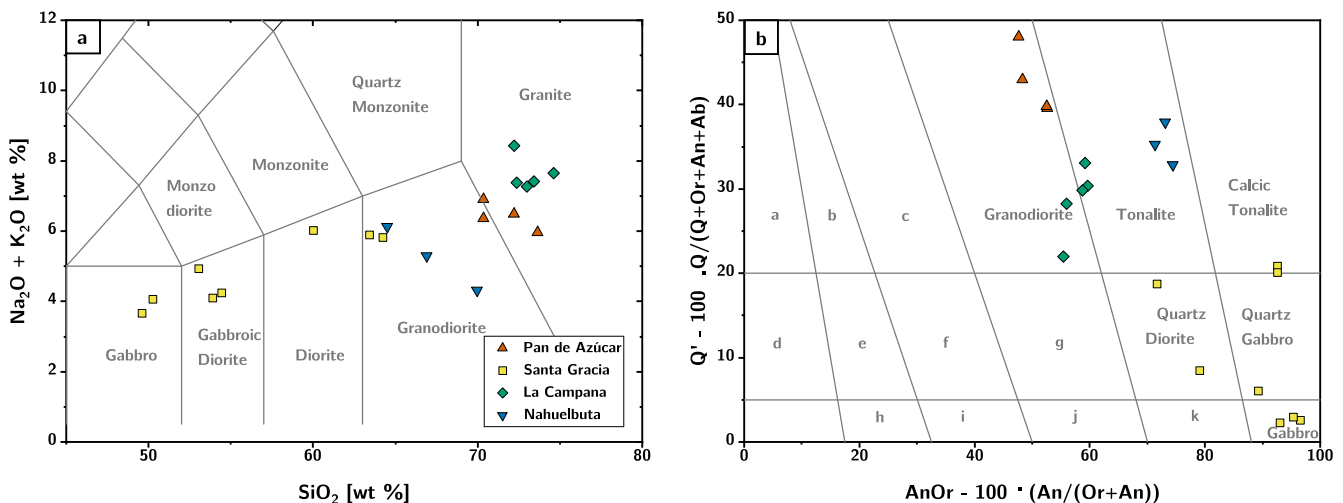 a
12
10
8
6
4
2
0
50
60
70
80
Na₂O + K₂O [wt %]
SiO₂ [wt %]
Quartz
Monzonite
Granite
Monzonite
Monzo
diorite
Gabbro
Gabbroic
Diorite
Diorite
Granodiorite
Pan de Azúcar
Santa Gracia
La Campana
Nahuelbuta
b
50
40
30
20
10
0
0
20
40
60
80
100
Q' - 100 ·Q/(Q+Or+An+Ab)
AnOr - 100 · (An/(Or+An))
a
b
c
Granodiorite
Tonalite
Calcic
Tonalite
d
e
f
g
Quartz
Diorite
Quartz
Gabbro
h
i
j
k
Gabbro